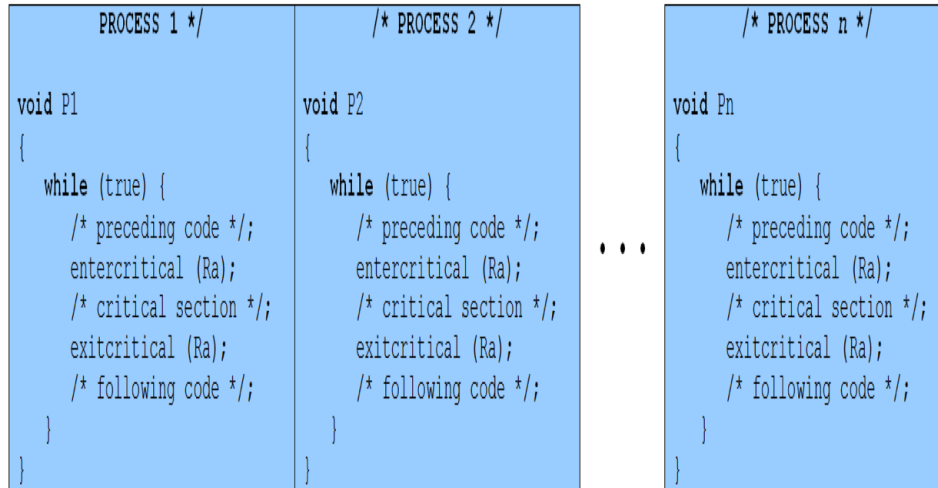 PROCESS 1 */
void P1
{
while (true) {
/* preceding code */;
entercritical (Ra);
/* critical section */;
exitcritical (Ra);
/* following code */;
}
}
/* PROCESS 2 */
void P2
{
while (true) {
/* preceding code */;
entercritical (Ra);
/* critical section */;
exitcritical (Ra);
/* following code */;
}
}
• • •
/* PROCESS n */
void Pn
{
while (true) {
/* preceding code */;
entercritical (Ra);
/* critical section */;
exitcritical (Ra);
/* following code */;
}
}